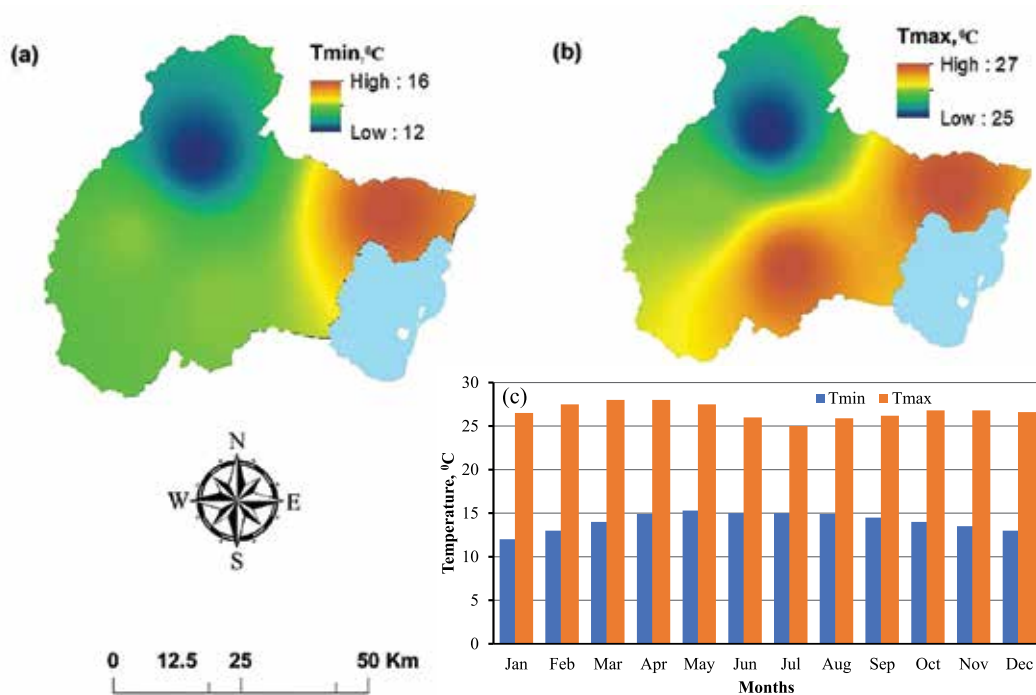 (a)
Tmin,⁰C
High : 16
Low : 12
(b)
Tmax,⁰C
High : 27
Low : 25
N
W E
S
0 12.5 25 50 Km
(c)
Tmin Tmax
Temperature, ⁰C
30
25
20
15
10
5
0
Jan Feb Mar Apr May Jun Jul Aug Sep Oct Nov Dec
Months